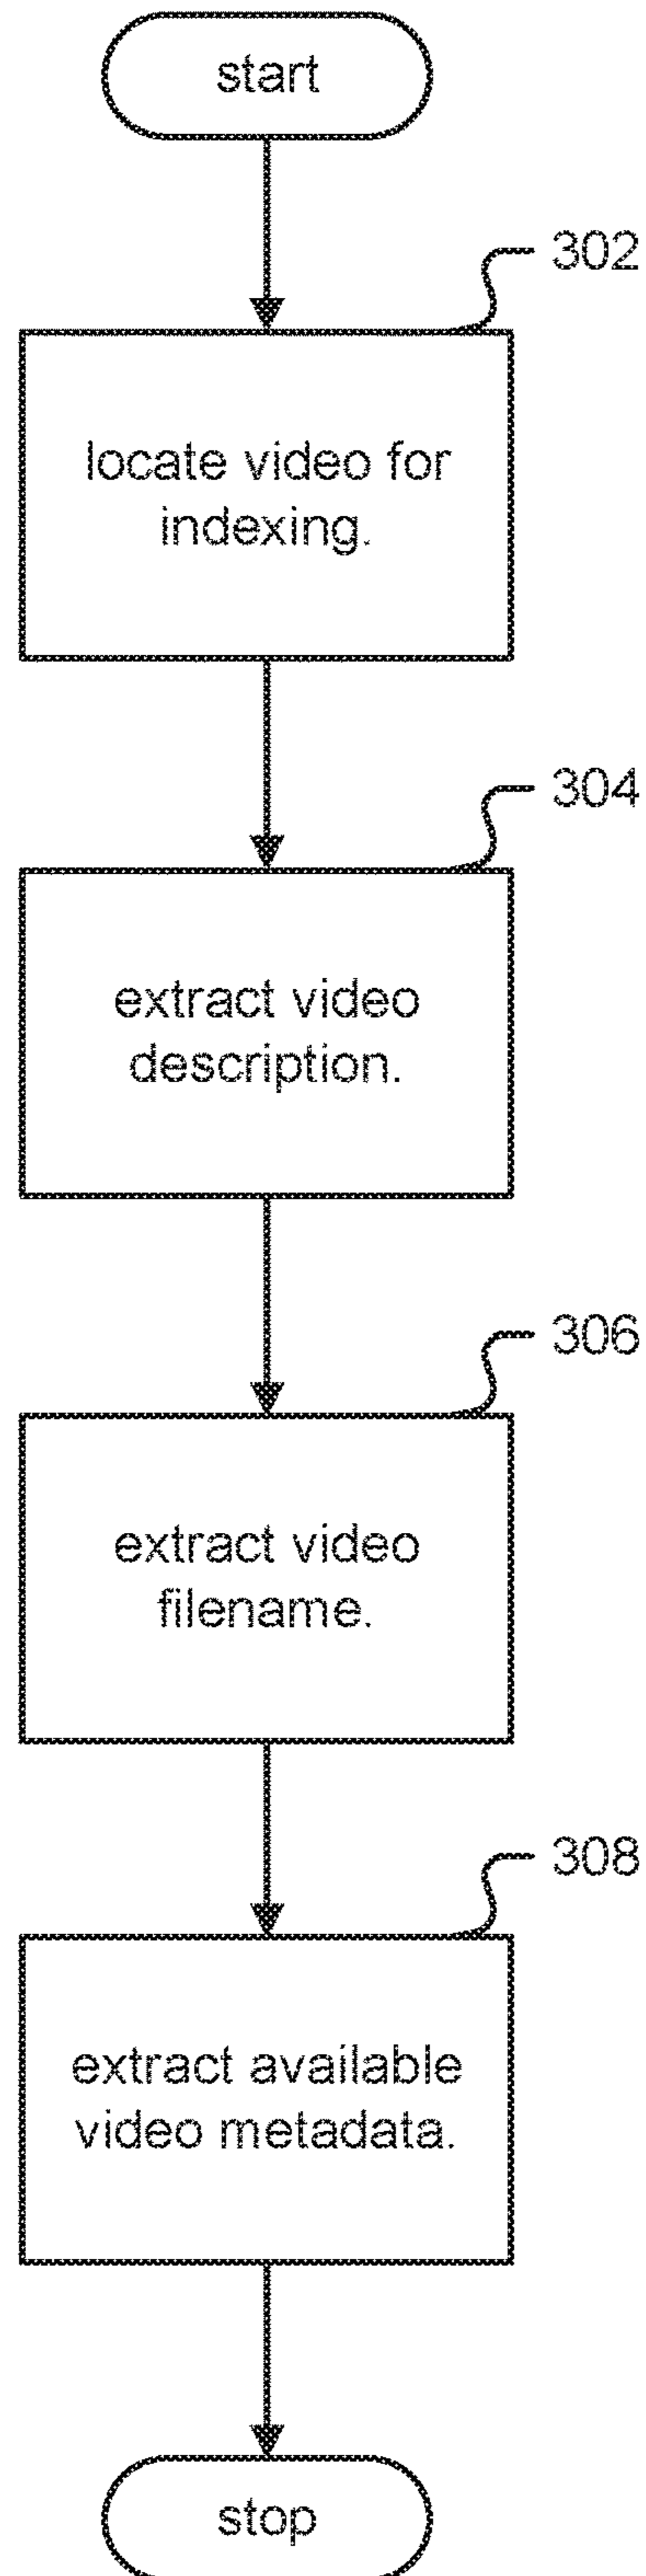 start
302
locate video for
indexing.
304
extract video
description.
306
extract video
filename.
308
extract available
video metadata.
stop